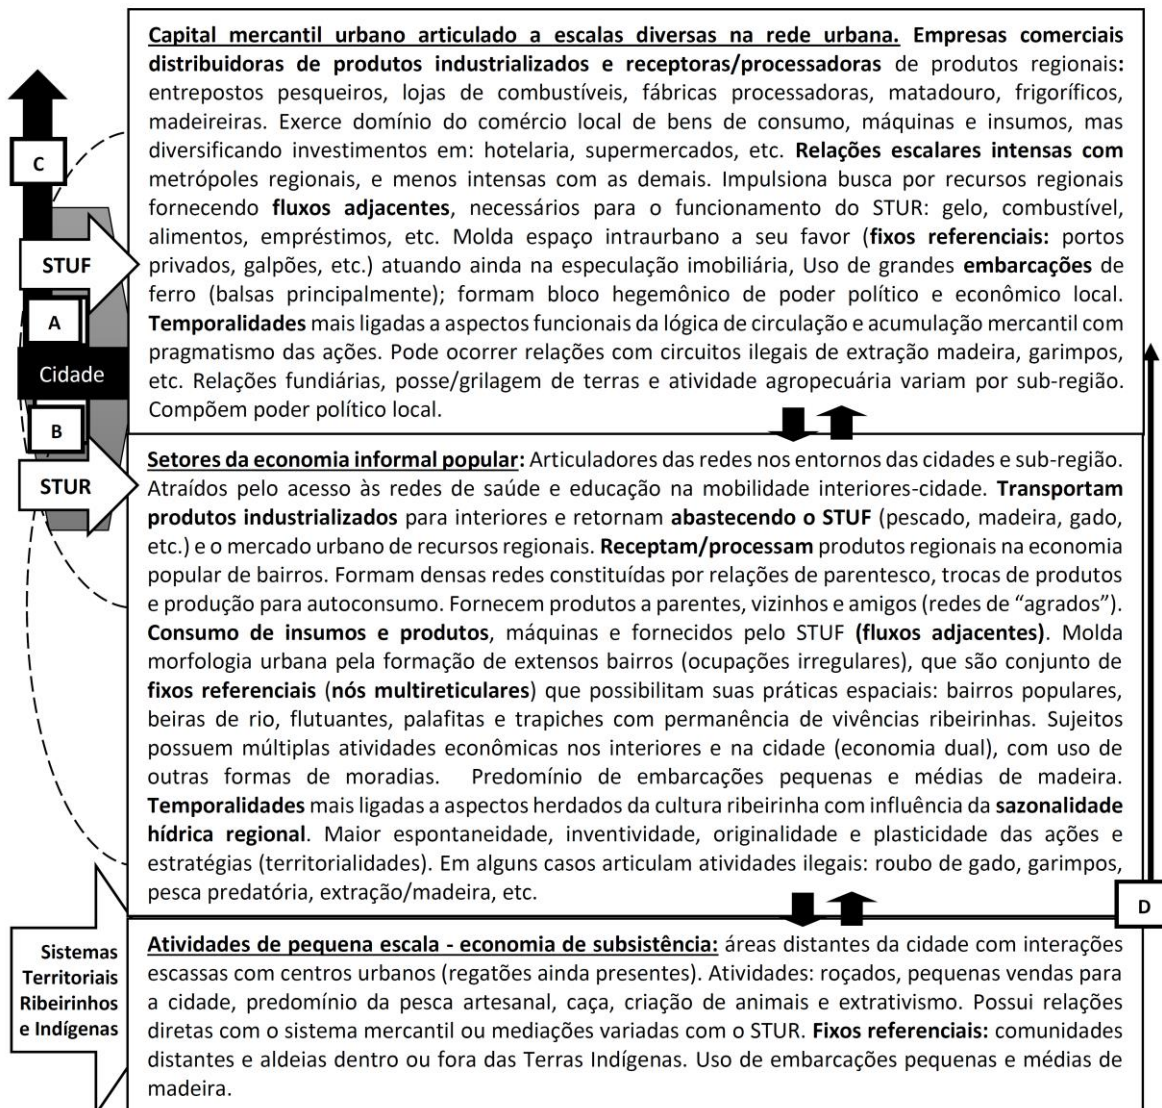 Capital mercantil urbano articulado a escalas diversas na rede urbana. Empresas comerciais
distribuidoras de produtos industrializados e receptoras/processadoras de produtos regionais:
entrepostos pesqueiros, lojas de combustíveis, fábricas processadoras, matadouro, frigoríficos,
madeireiras. Exerce domínio do comércio local de bens de consumo, máquinas e insumos, mas
diversificando investimentos em: hotelaria, supermercados, etc. Relações escalares intensas com
metrópoles regionais, e menos intensas com as demais. Impulsiona busca por recursos regionais
fornecendo fluxos adjacentes, necessários para o funcionamento do STUR: gelo, combustível,
alimentos, empréstimos, etc. Molda espaço intraurbano a seu favor (fixos referenciais: portos
privados, galpões, etc.) atuando ainda na especulação imobiliária, Uso de grandes embarcações de
ferro (balsas principalmente); formam bloco hegemônico de poder político e econômico local.
Temporalidades mais ligadas a aspectos funcionais da lógica de circulação e acumulação mercantil com
pragmatismo das ações. Pode ocorrer relações com circuitos ilegais de extração madeira, garimpos,
etc. Relações fundiárias, posse/grilagem de terras e atividade agropecuária variam por sub-região.
Compõem poder político local.
C
STUF
A
Cidade
B
STUR
Setores da economia informal popular: Articuladores das redes nos entornos das cidades e sub-região.
Atraídos pelo acesso às redes de saúde e educação na mobilidade interiores-cidade. Transportam
produtos industrializados para interiores e retornam abastecendo o STUF (pescado, madeira, gado,
etc.) e o mercado urbano de recursos regionais. Receptam/processam produtos regionais na economia
popular de bairros. Formam densas redes constituídas por relações de parentesco, trocas de produtos
e produção para autoconsumo. Fornecem produtos a parentes, vizinhos e amigos (redes de “agrados”).
Consumo de insumos e produtos, máquinas e fornecidos pelo STUF (fluxos adjacentes). Molda
morfologia urbana pela formação de extensos bairros (ocupações irregulares), que são conjunto de
fixos referenciais (nós multireticulares) que possibilitam suas práticas espaciais: bairros populares,
beiras de rio, flutuantes, palafitas e trapiches com permanência de vivências ribeirinhas. Sujeitos
possuem múltiplas atividades econômicas nos interiores e na cidade (economia dual), com uso de
outras formas de moradias. Predomínio de embarcações pequenas e médias de madeira.
Temporalidades mais ligadas a aspectos herdados da cultura ribeirinha com influência da sazonalidade
hídrica regional. Maior espontaneidade, inventividade, originalidade e plasticidade das ações e
estratégias (territorialidades). Em alguns casos articulam atividades ilegais: roubo de gado, garimpos,
pesca predatória, extração/madeira, etc.
D
Sistemas
Territoriais
Ribeirinhos
e Indígenas
Atividades de pequena escala - economia de subsistência: áreas distantes da cidade com interações
escassas com centros urbanos (regatões ainda presentes). Atividades: roçados, pequenas vendas para
a cidade, predomínio da pesca artesanal, caça, criação de animais e extrativismo. Possui relações
diretas com o sistema mercantil ou mediações variadas com o STUR. Fixos referenciais: comunidades
distantes e aldeias dentro ou fora das Terras Indígenas. Uso de embarcações pequenas e médias de
madeira.